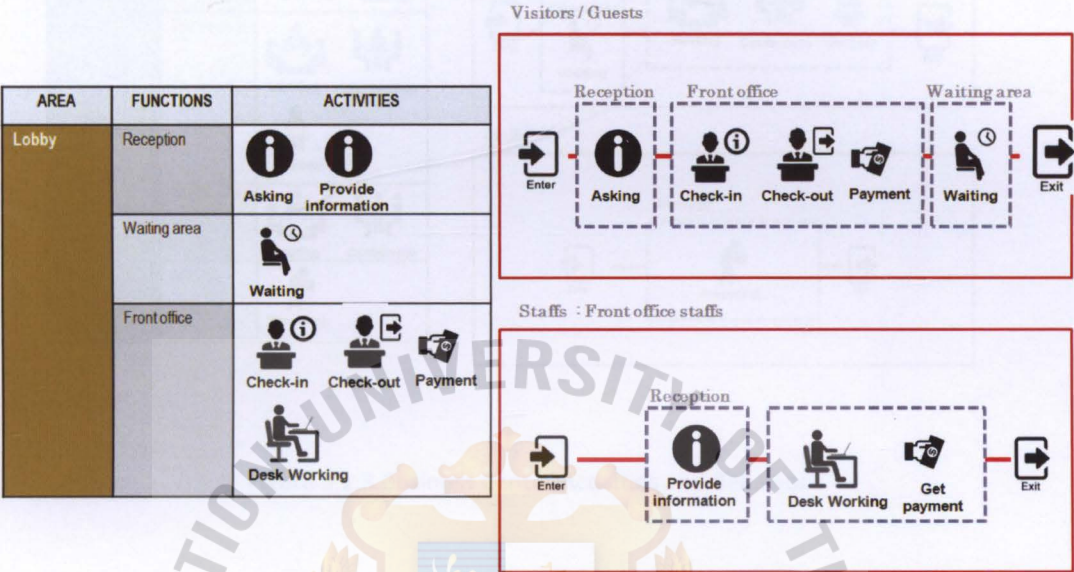 AREA FUNCTIONS ACTIVITIES
Lobby Reception
Asking Provide information
Waiting area
Waiting
Front office
Check-in Check-out Payment
Desk Working
Visitors / Guests
Reception Front office Waiting area
Enter Asking Check-in Check-out Payment Waiting Exit
Staffs : Front office staffs
Reception
Enter Provide information Desk Working Get payment Exit
UNIVERSITY OF